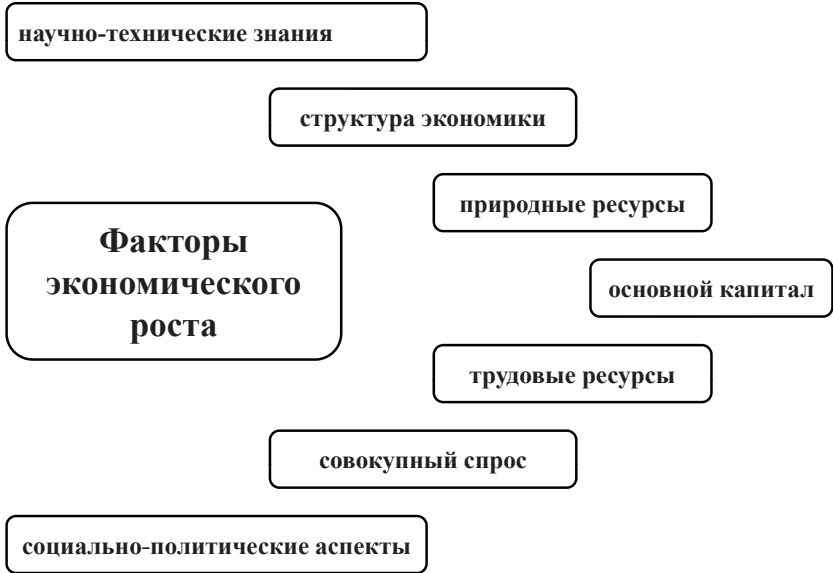 научно-технические знания
структура экономики
природные ресурсы
Факторы
экономического
роста
основной капитал
трудовые ресурсы
совокупный спрос
социально-политические аспекты